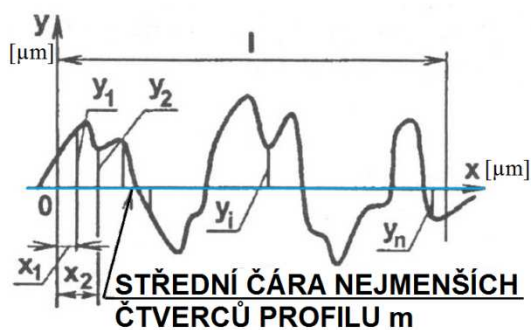 y
[µm]
l
y1
y2
x [µm]
0
yi
yn
x1
x2
STŘEDNÍ ČÁRA NEJMENŠÍCH
ČTVERCŮ PROFILU m